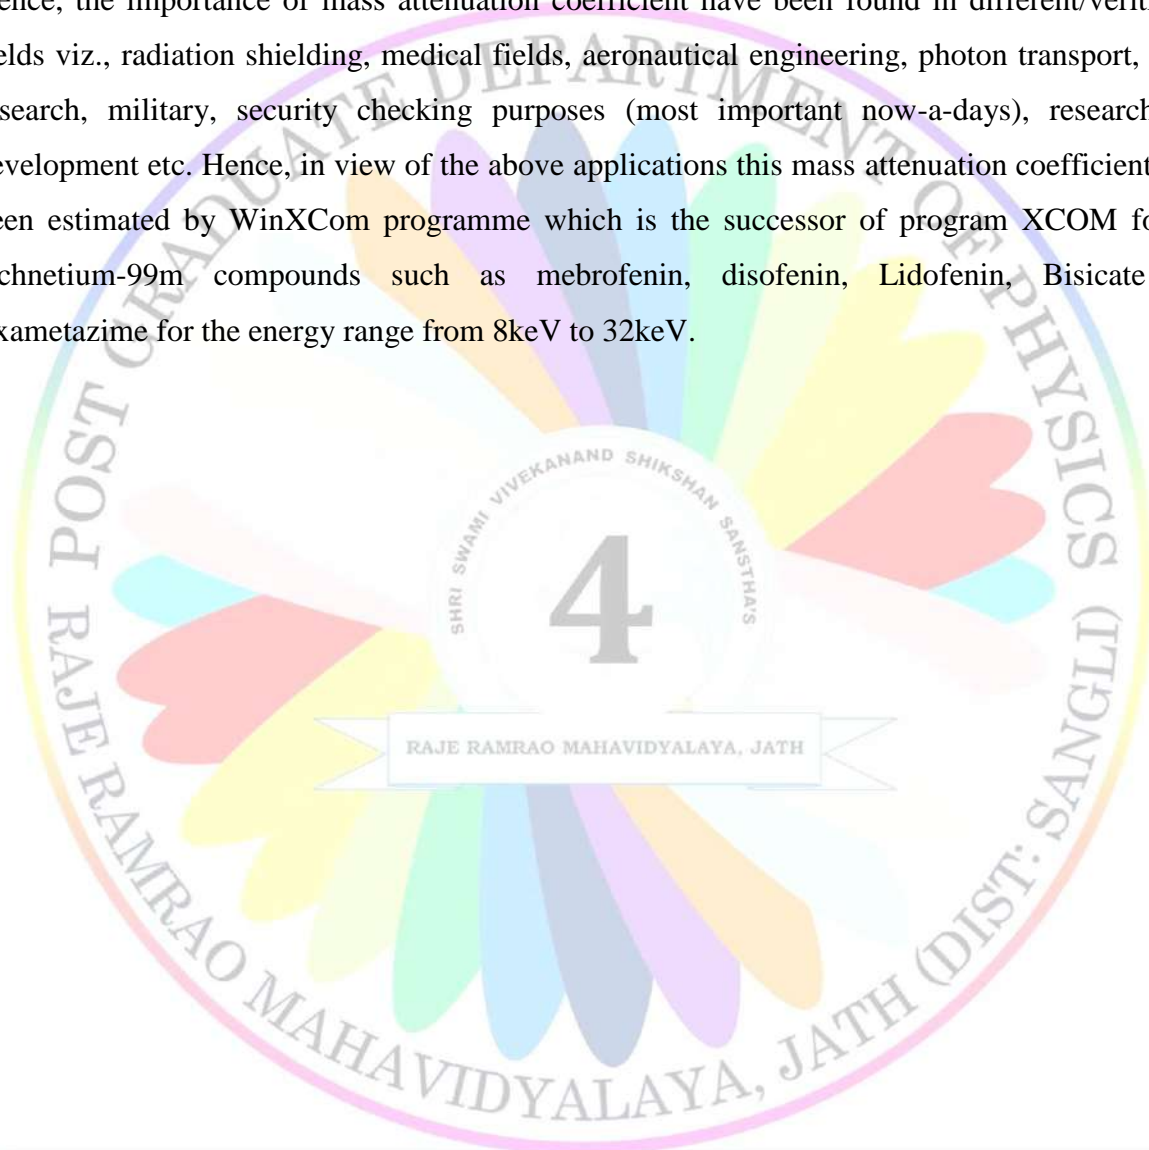 ence, the importance of mass attenuation coefficient have been found in different/verit
elds viz., radiation shielding, medical fields, aeronautical engineering, photon transport,
search, military, security checking purposes (most important now-a-days), research
evelopment etc. Hence, in view of the above applications this mass attenuation coefficient
een estimated by WinXCom programme which is the successor of program XCOM fo
chnetium-99m compounds such as mebrofenin, disofenin, Lidofenin, Bisicate
xametazime for the energy range from 8keV to 32keV.
POST GRADUATE DEPARTMENT OF PHYSICS
SHRI SWAMI VIVEKANAND SHIKSHAN SANSTHA'S
4
RAJE RAMRAO MAHAVIDYALAYA, JATH
RAJE RAMRAO MAHAVIDYALAYA, JATH (DIST: SANGLI)